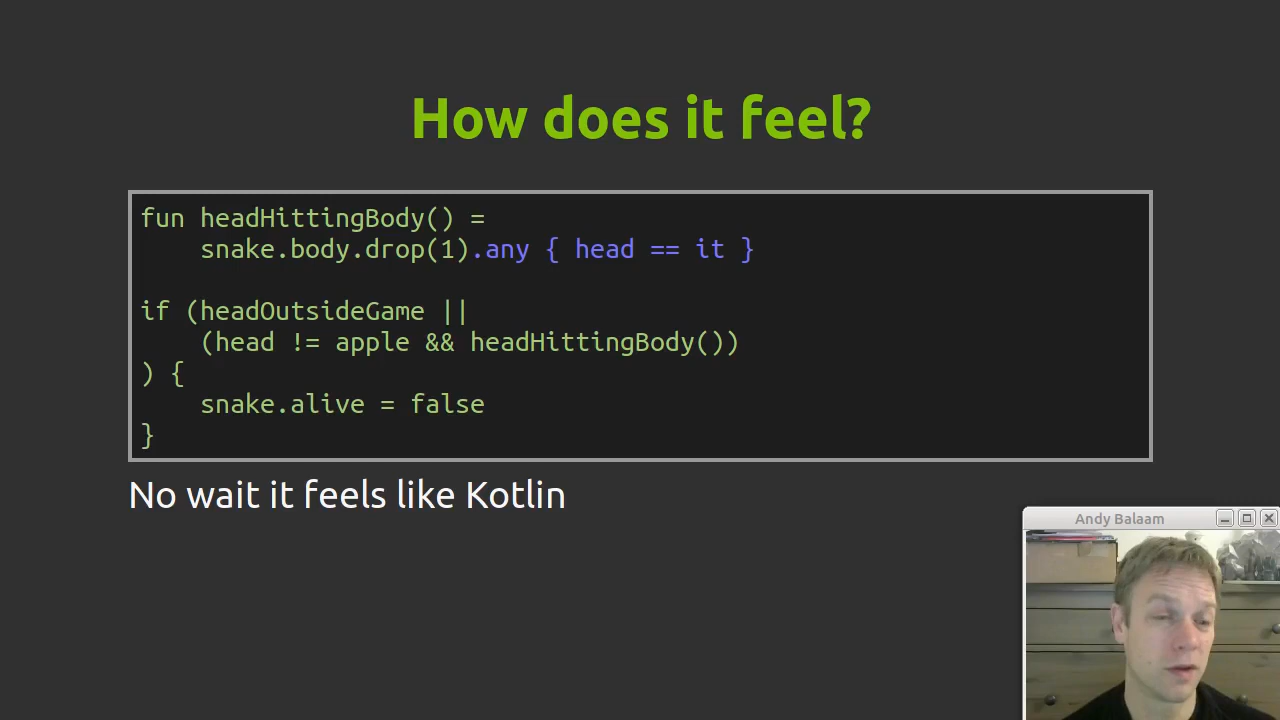 How does it feel?
fun headHittingBody() =
    snake.body.drop(1).any { head == it }
if (headOutsideGame ||
    (head != apple && headHittingBody())
) {
    snake.alive = false
}
No wait it feels like Kotlin
Andy Balaam